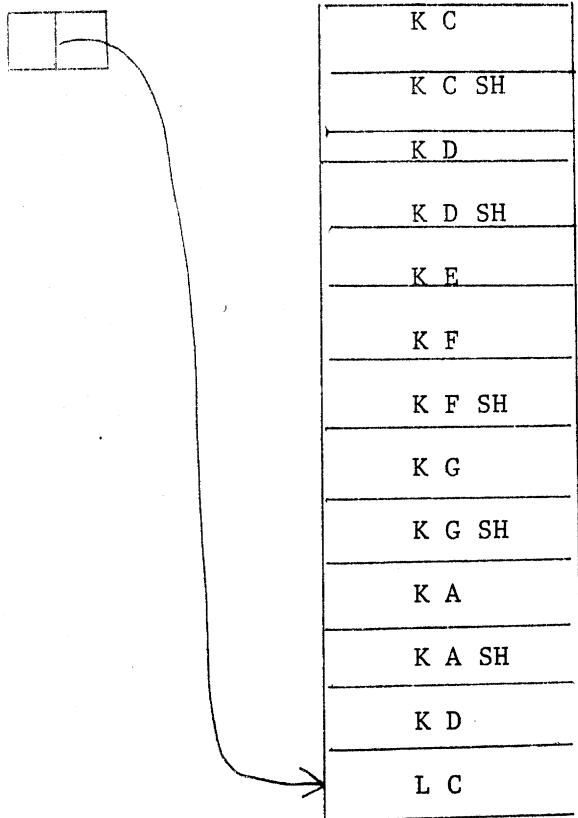 K C
K C SH
K D
K D SH
K E
K F
K F SH
K G
K G SH
K A
K A SH
K D
L C